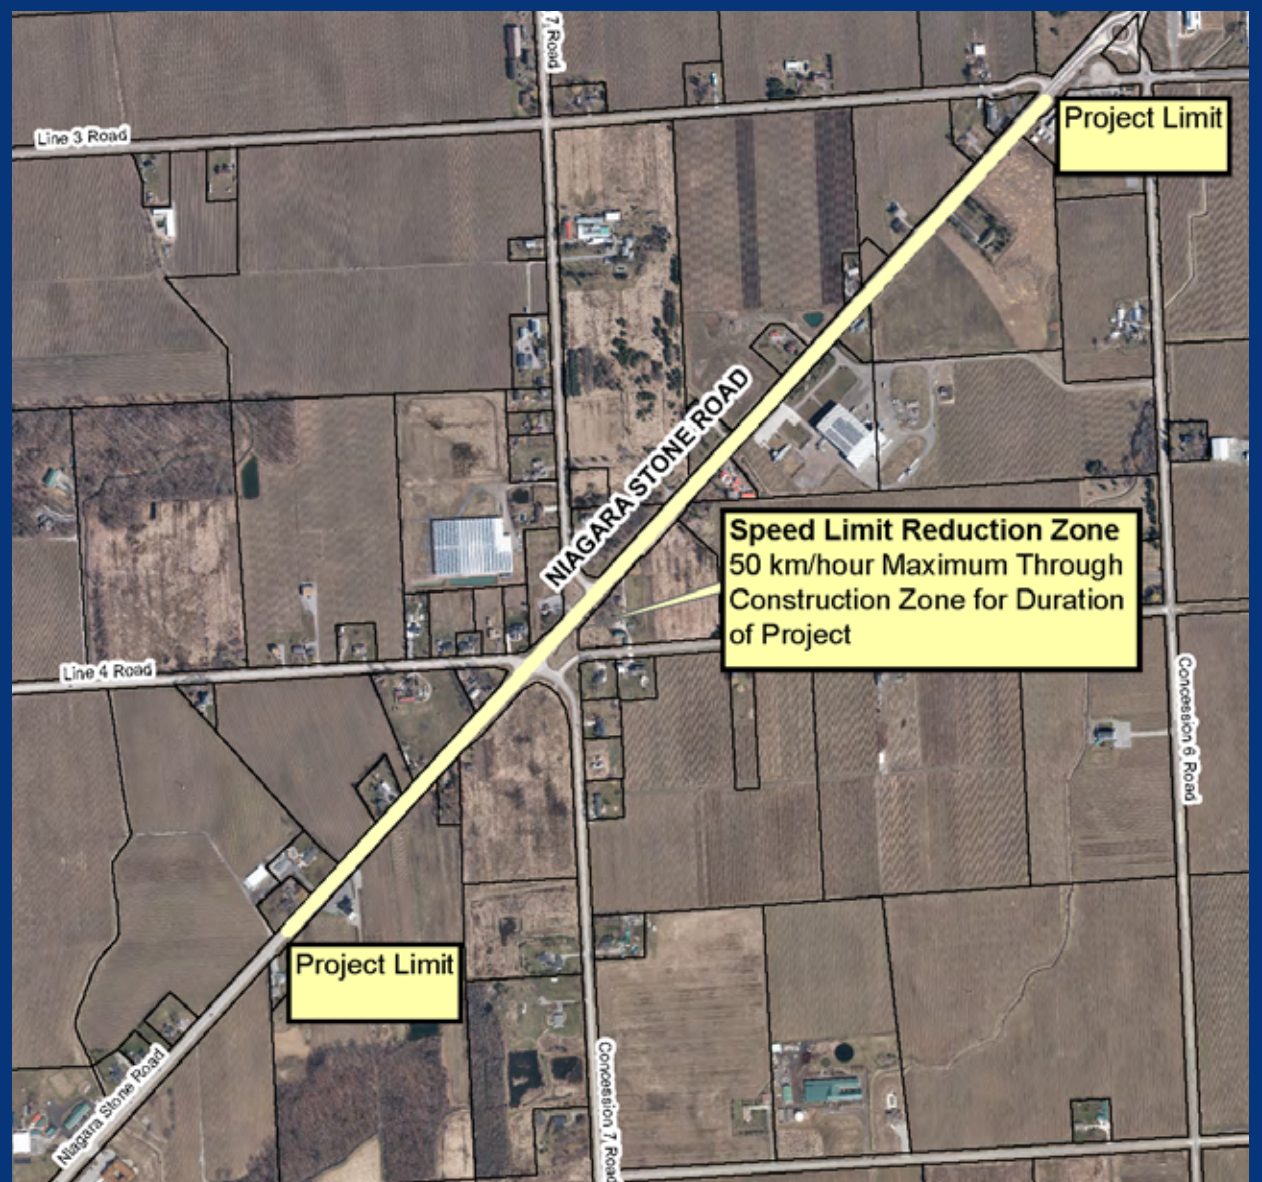 7 Road
Line 3 Road
Project Limit
NIAGARA STONE ROAD
Speed Limit Reduction Zone
50 km/hour Maximum Through
Construction Zone for Duration
of Project
Line 4 Road
Concession 6 Road
Project Limit
Niagara Stone Road
Concession 7 Road